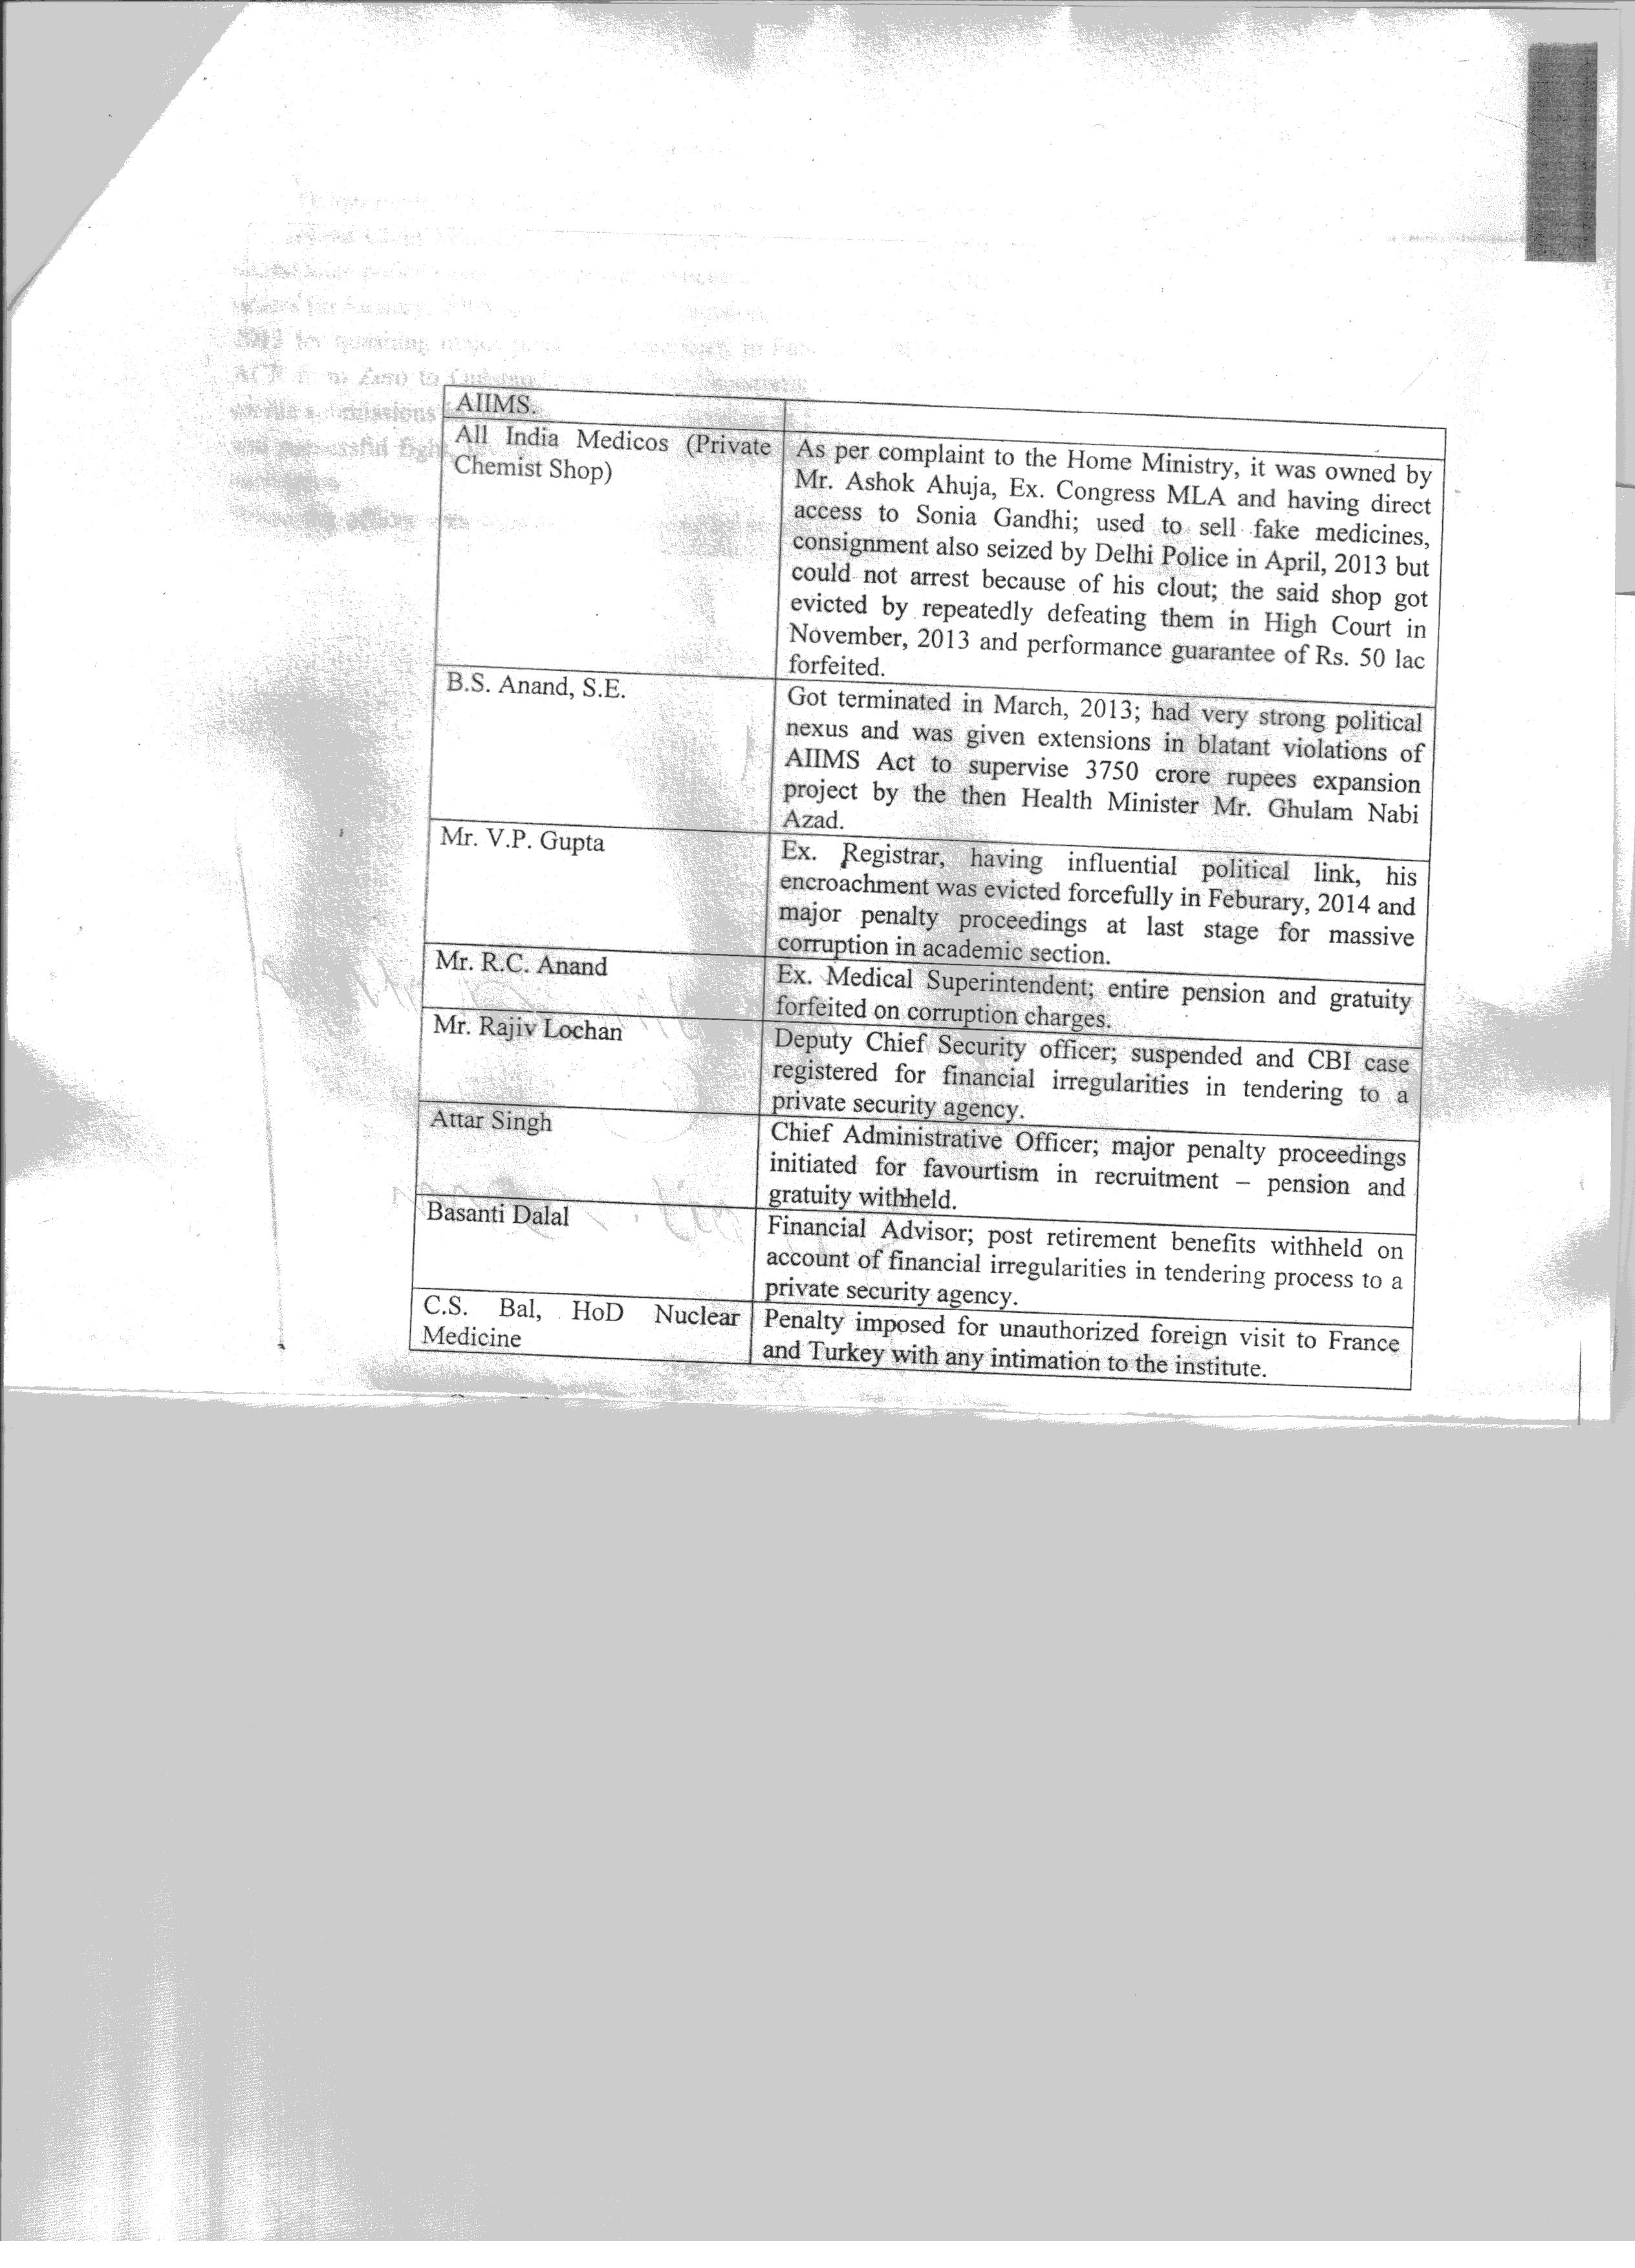 AIIMS.
All India Medicos (Private
Chemist Shop)
As per complaint to the Home Ministry, it was owned by
Mr. Ashok Ahuja, Ex. Congress MLA and having direct
access to Sonia Gandhi; used to sell fake medicines,
consignment also seized by Delhi Police in April, 2013 but
could not arrest because of his clout; the said shop got
evicted by repeatedly defeating them in High Court in
November, 2013 and performance guarantee of Rs. 50 lac
forfeited.
B.S. Anand, S.E.
Got terminated in March, 2013; had very strong political
nexus and was given extensions in blatant violations of
AIIMS Act to supervise 3750 crore rupees expansion
project by the then Health Minister Mr. Ghulam Nabi
Azad.
Mr. V.P. Gupta
Ex. Registrar, having influential political link, his
encroachment was evicted forcefully in Feburary, 2014 and
major penalty proceedings at last stage for massive
corruption in academic section.
Mr. R.C. Anand
Ex. Medical Superintendent; entire pension and gratuity
forfeited on corruption charges.
Mr. Rajiv Lochan
Deputy Chief Security officer; suspended and CBI case
registered for financial irregularities in tendering to a
private security agency.
Attar Singh
Chief Administrative Officer; major penalty proceedings
initiated for favourtism in recruitment – pension and
gratuity withheld.
Basanti Dalal
Financial Advisor; post retirement benefits withheld on
account of financial irregularities in tendering process to a
private security agency.
C.S. Bal, HoD Nuclear
Medicine
Penalty imposed for unauthorized foreign visit to France
and Turkey with any intimation to the institute.